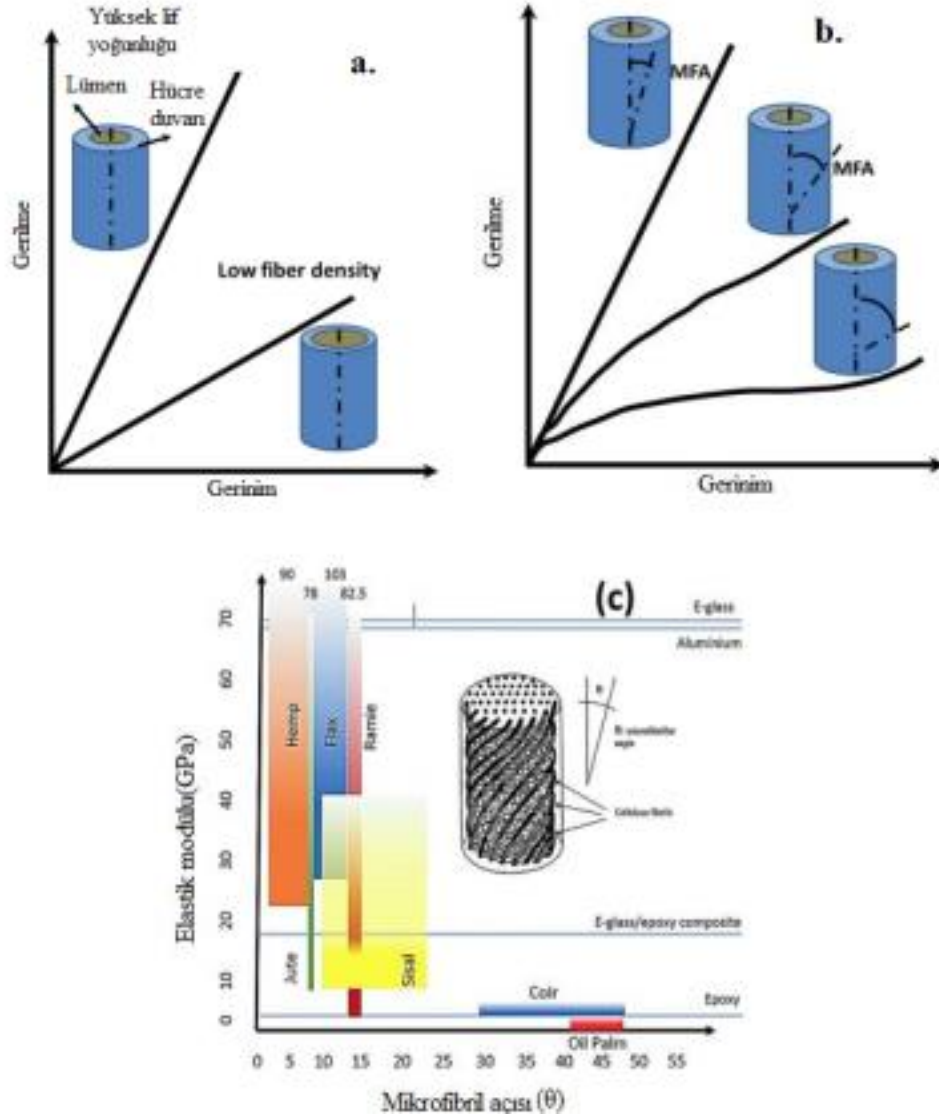 Yüksek lif
yoğunluğu
a.
Lümen
Hücre
duvarı
Gerilme
Low fiber density
Gerinim
b.
MFA
MFA
Gerilme
Gerinim
(c)
90
103
78
82.5
70
60
50
40
30
20
10
0
Elastik modülü(GPa)
Hemp
Flax
Ramie
Jute
Sisal
E-glass
Aluminium
θ
E-glass/epoxy composite
Coir
Epoxy
Oil Palm
0 5 10 15 20 25 30 35 40 45 50 55
Mikrofibril açısı (θ)